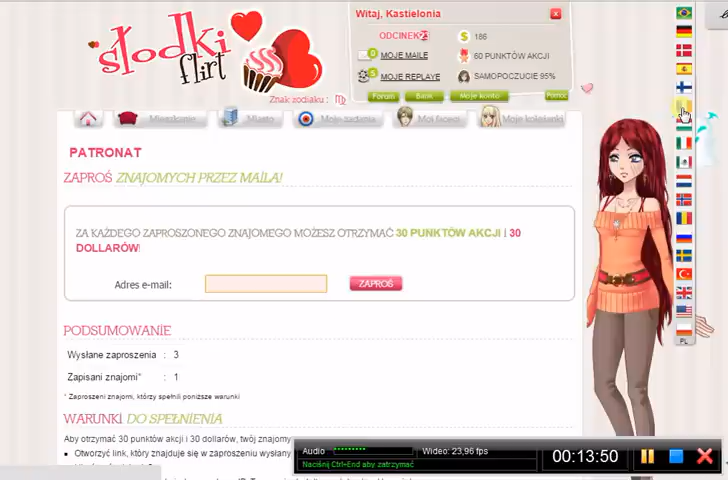 słodki
flirt
Znak zodiaku :
Witaj, Kastielonia
ODCINEK 23
$ 186
0 MOJE MAILE
60 PUNKTÓW AKCJI
5 MOJE REPLAYE
SAMOPOCZUCIE 95%
Forum Bank Moje konto Pomoc
Mieszkanie Miasto Moje zadania Moi faceci Moje koleżanki
PATRONAT
ZAPROŚ ZNAJOMYCH PRZEZ MAILA!
ZA KAŻDEGO ZAPROSZONEGO ZNAJOMEGO MOŻESZ OTRZYMAĆ 30 PUNKTÓW AKCJI I 30
DOLLARÓW!
Adres e-mail: ZAPROŚ
PODSUMOWANIE
Wysłane zaproszenia : 3
Zapisani znajomi* : 1
* Zaproszeni znajomi, którzy spełnili poniższe warunki
WARUNKI DO SPEŁNIENIA
Aby otrzymać 30 punktów akcji i 30 dolarów, twój znajomy
Otworzyć link, który znajduje się w zaproszeniu wysłany
PL
Audio
Wideo: 23,96 fps
Naciśnij Ctrl+End aby zatrzymać
00:13:50